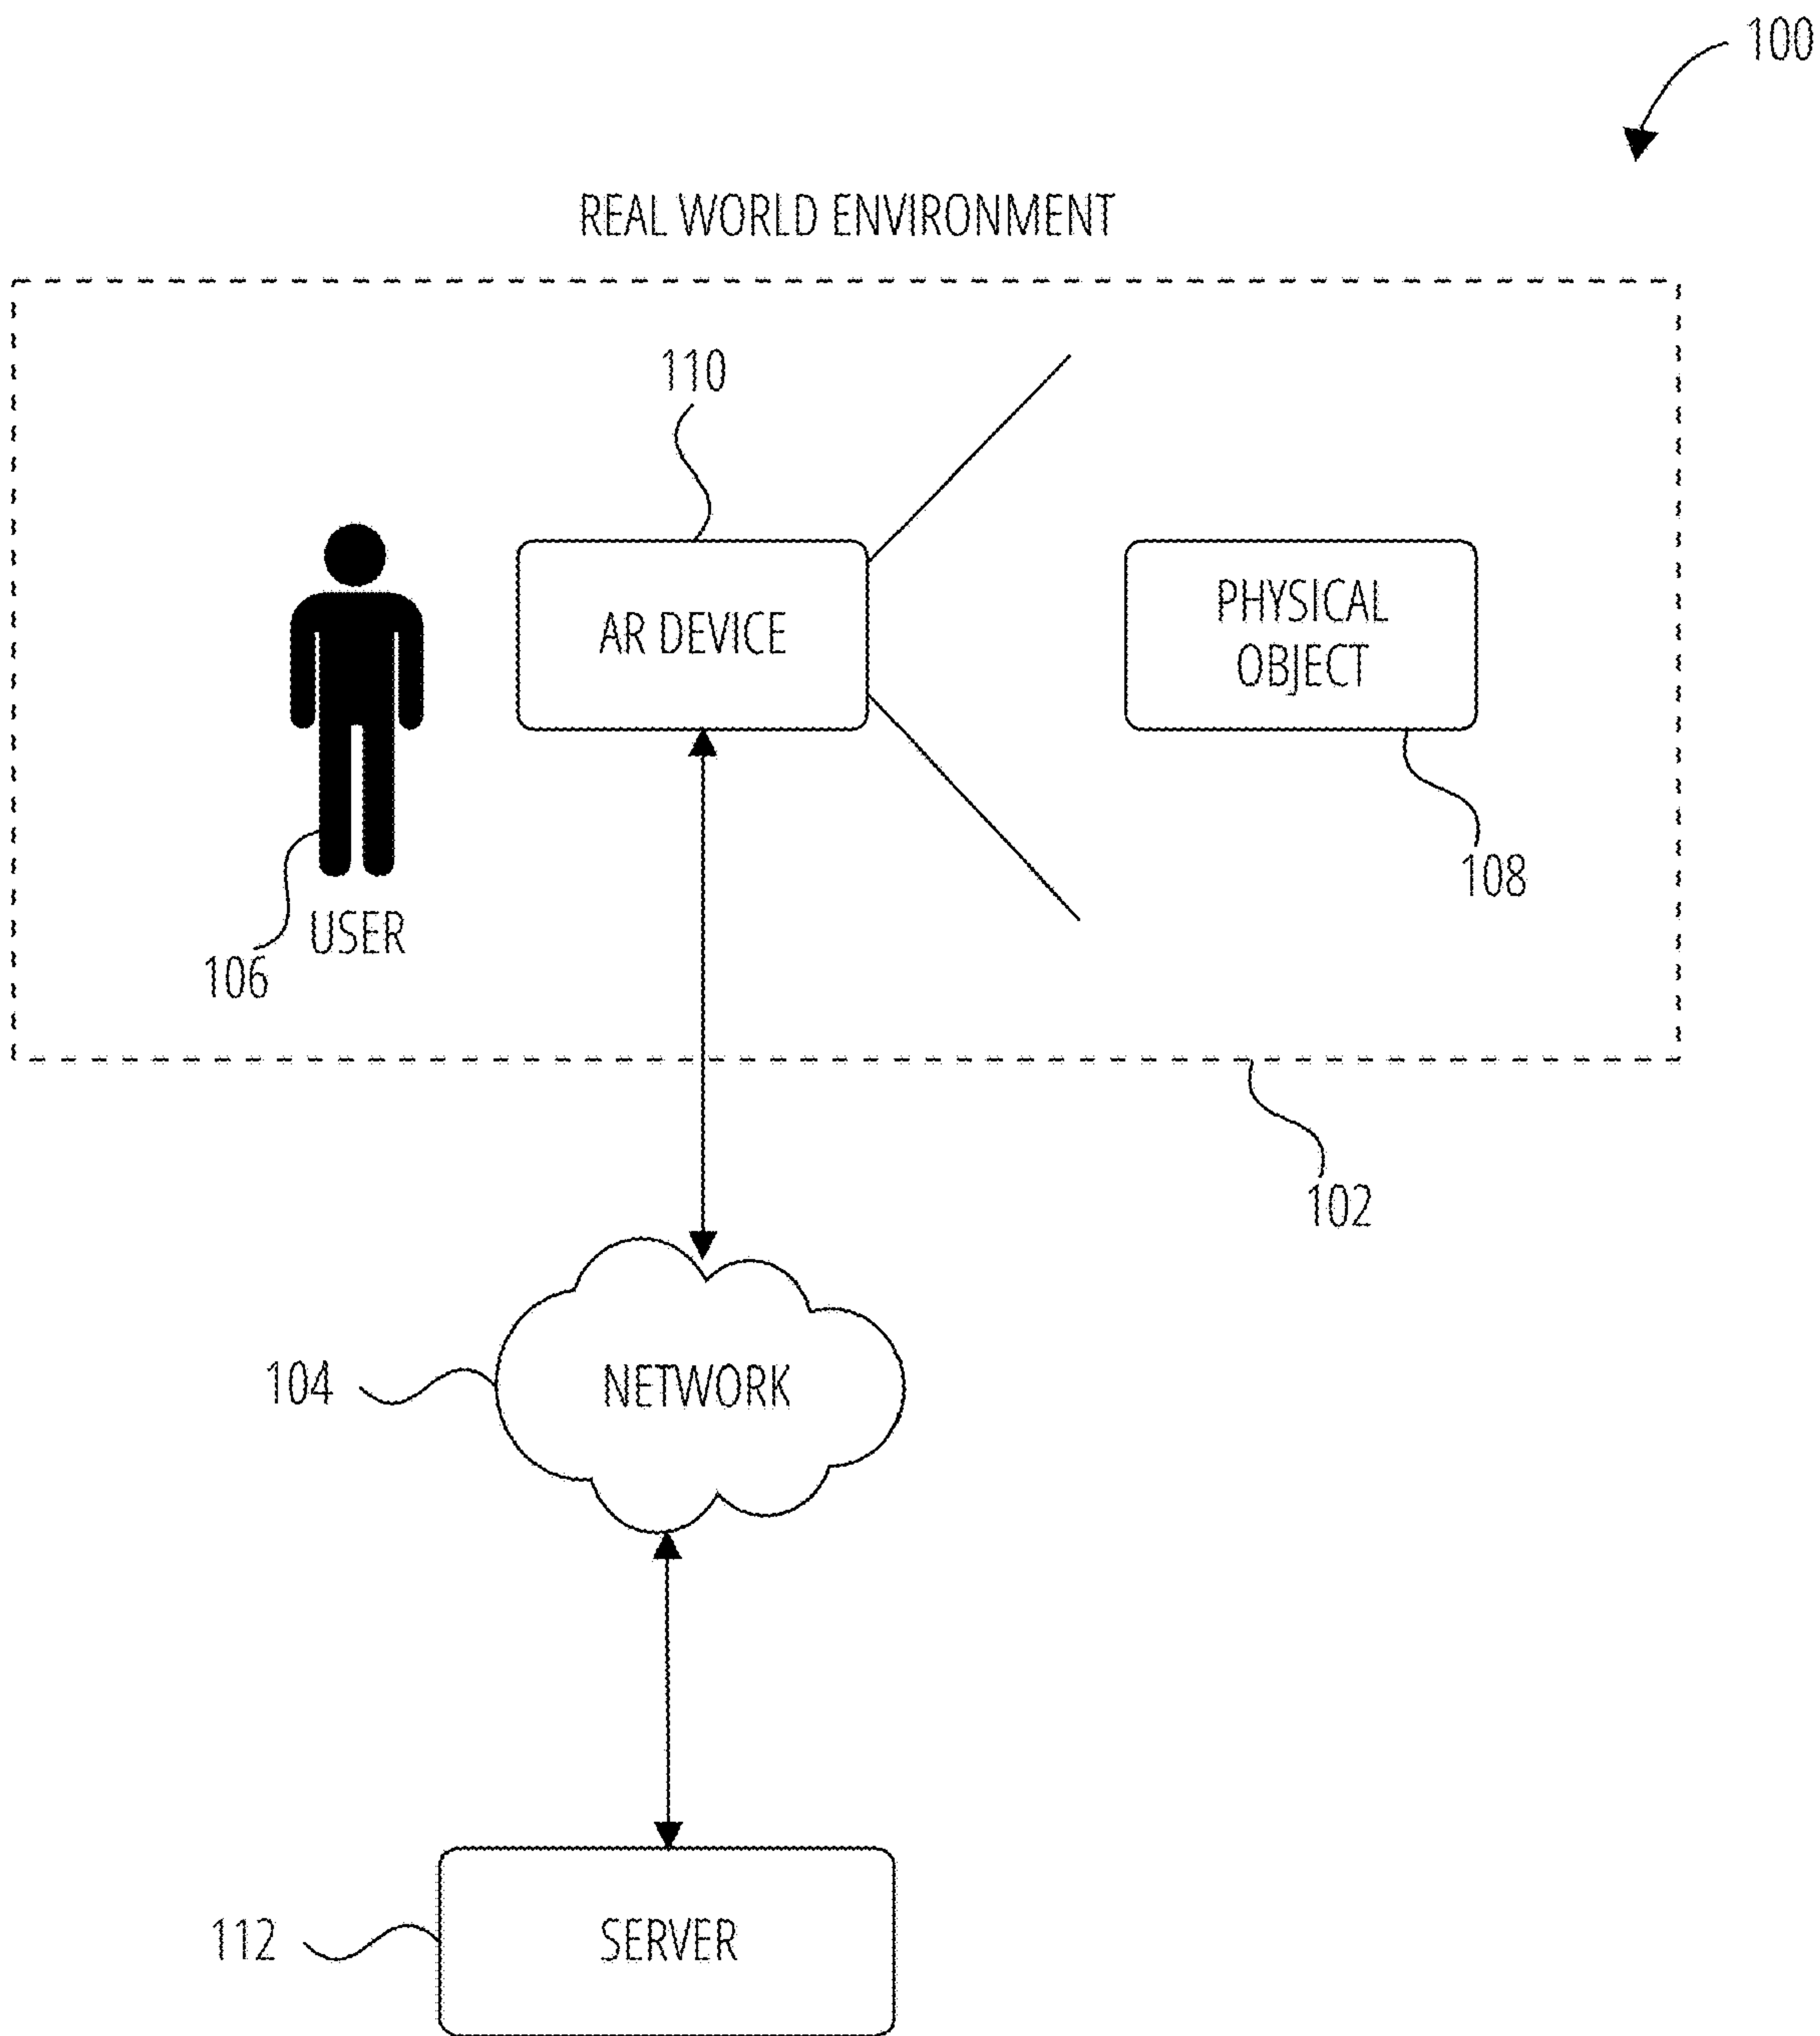 100
REAL WORLD ENVIRONMENT
110
AR DEVICE
PHYSICAL
OBJECT
108
USER
106
102
104
NETWORK
112
SERVER